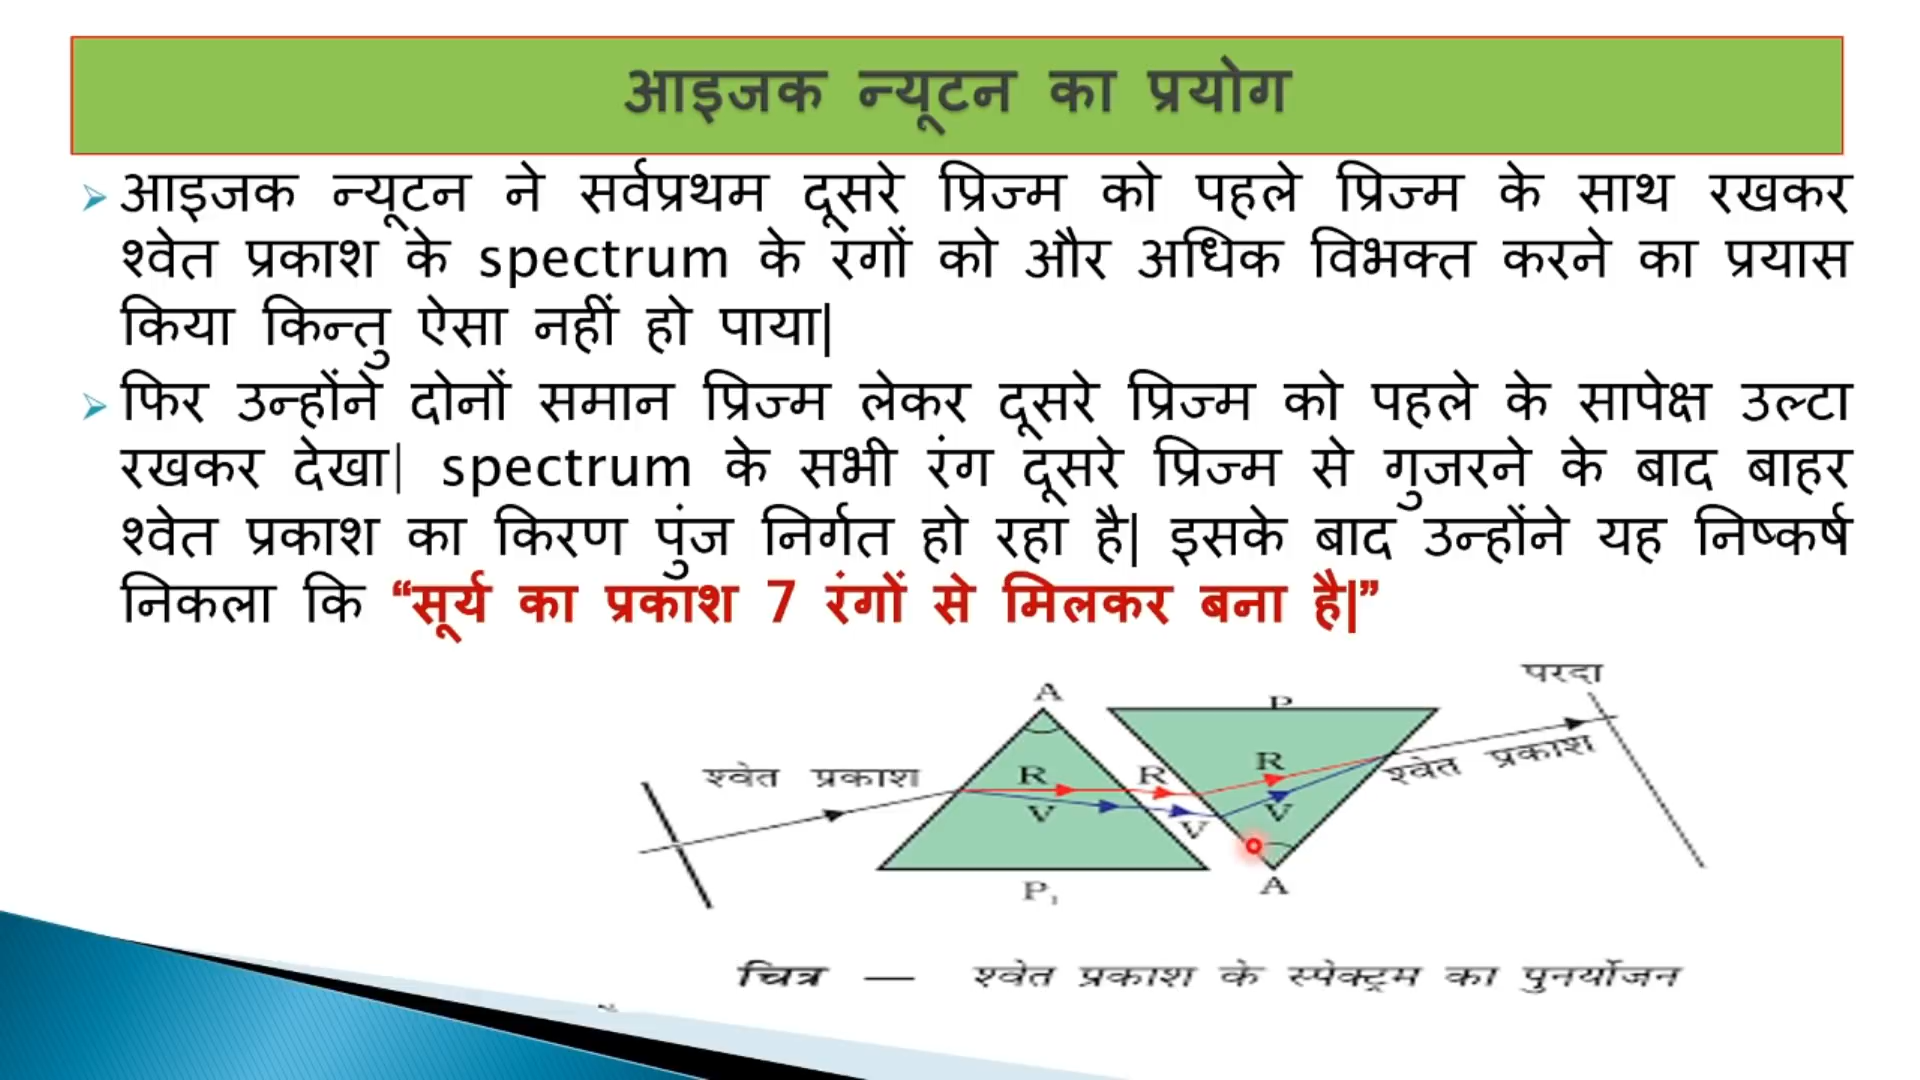 आइजक न्यूटन का प्रयोग
आइजक न्यूटन ने सर्वप्रथम दूसरे प्रिज्म को पहले प्रिज्म के साथ रखकर
श्वेत प्रकाश के spectrum के रंगों को और अधिक विभक्त करने का प्रयास
किया किन्तु ऐसा नहीं हो पाया|
फिर उन्होंने दोनों समान प्रिज्म लेकर दूसरे प्रिज्म को पहले के सापेक्ष उल्टा
रखकर देखा| spectrum के सभी रंग दूसरे प्रिज्म से गुजरने के बाद बाहर
श्वेत प्रकाश का किरण पुंज निर्गत हो रहा है| इसके बाद उन्होंने यह निष्कर्ष
निकला कि “सूर्य का प्रकाश 7 रंगों से मिलकर बना है|”
परदा
A
P
श्वेत प्रकाश
R
R
R
श्वेत प्रकाश
V
V
V
P₁
A
चित्र — श्वेत प्रकाश के स्पेक्ट्रम का पुनर्योजन